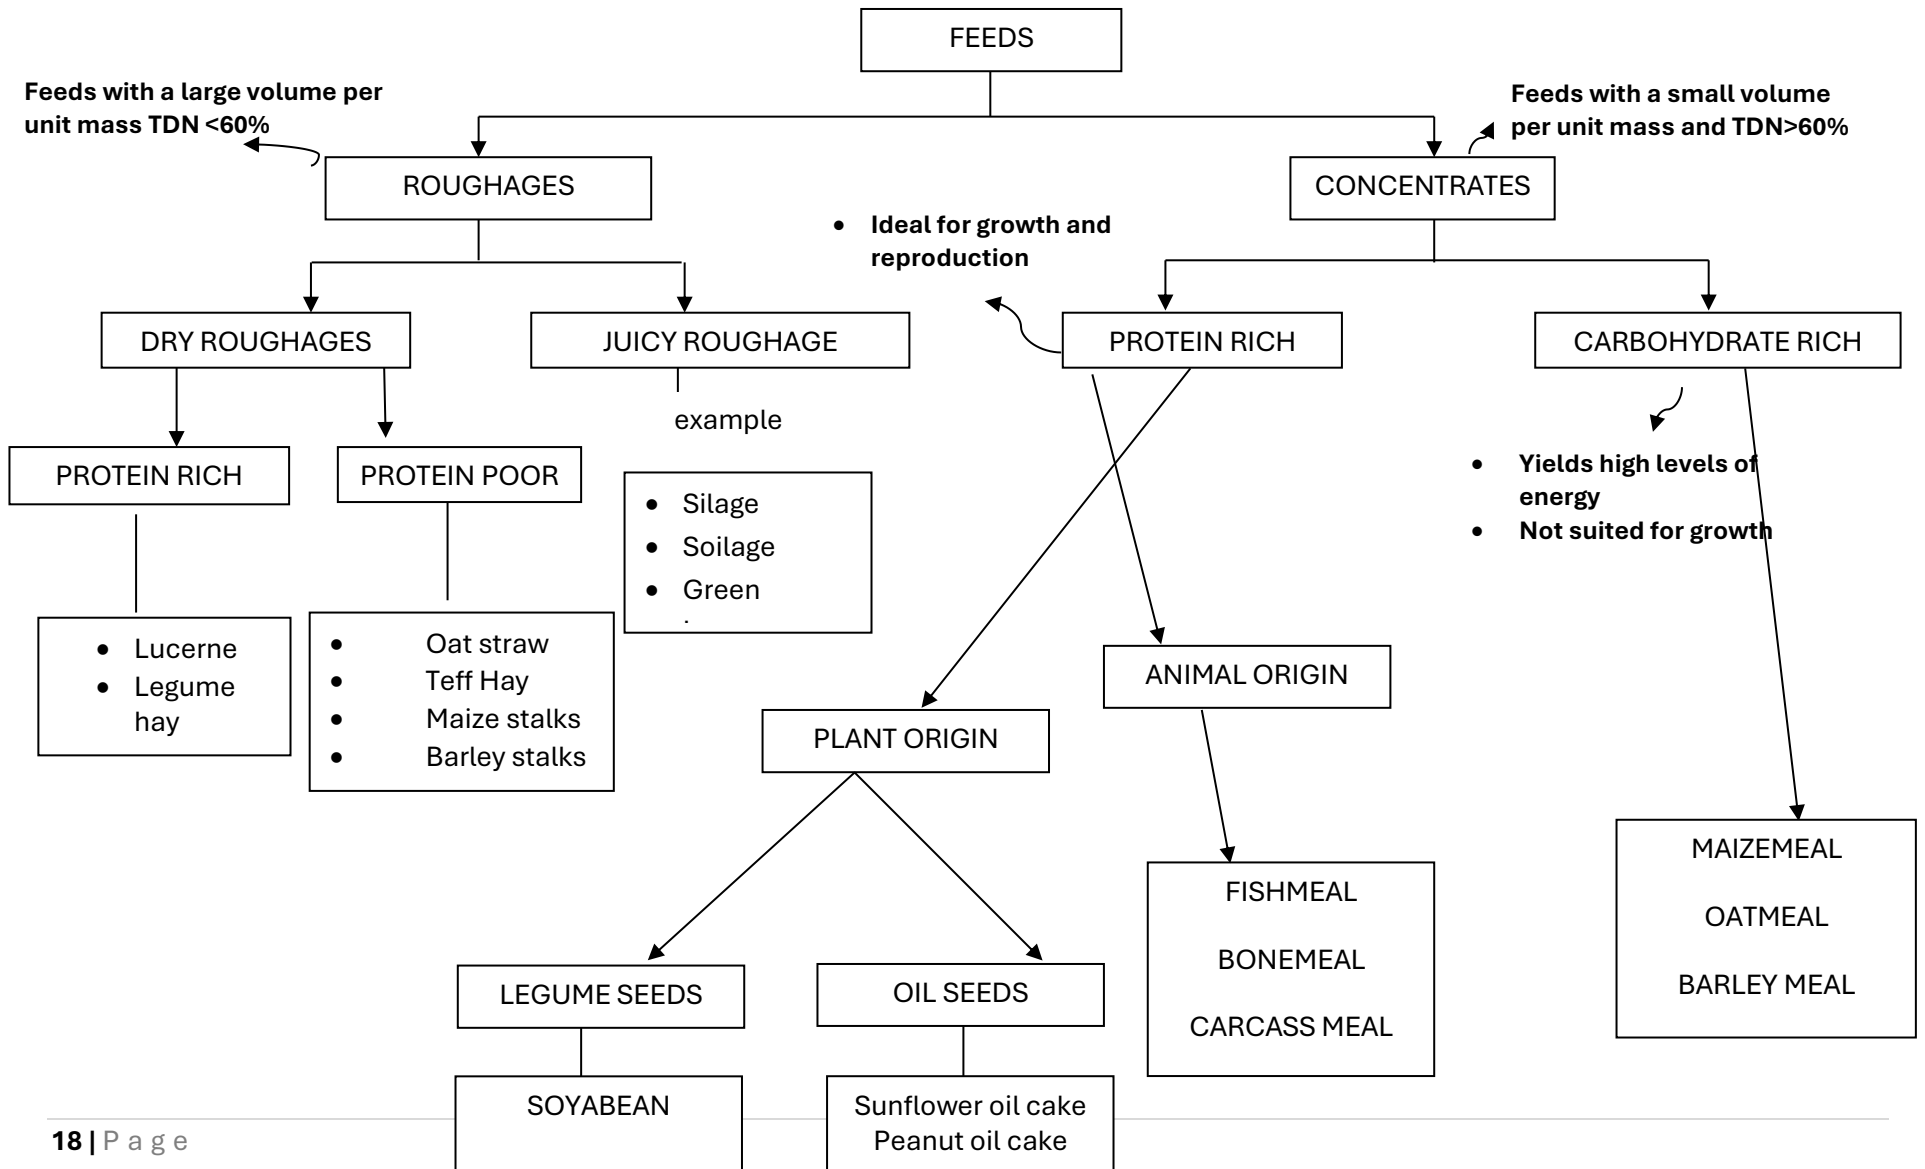 FEEDS
Feeds with a large volume per
unit mass TDN <60%
Feeds with a small volume
per unit mass and TDN>60%
ROUGHAGES
CONCENTRATES
• Ideal for growth and
reproduction
DRY ROUGHAGES
JUICY ROUGHAGE
PROTEIN RICH
CARBOHYDRATE RICH
example
PROTEIN RICH
PROTEIN POOR
• Yields high levels of
energy
• Not suited for growth
• Silage
• Soilage
• Green
• Lucerne
• Legume
hay
• Oat straw
• Teff Hay
• Maize stalks
• Barley stalks
ANIMAL ORIGIN
PLANT ORIGIN
MAIZEMEAL
OATMEAL
BARLEY MEAL
FISHMEAL
BONEMEAL
CARCASS MEAL
LEGUME SEEDS
OIL SEEDS
SOYABEAN
Sunflower oil cake
Peanut oil cake
18 | Page